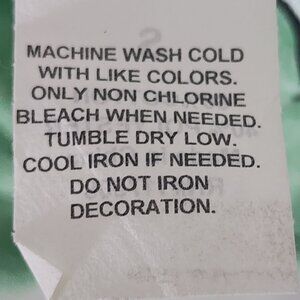 MACHINE WASH COLD
WITH LIKE COLORS.
ONLY NON CHLORINE
BLEACH WHEN NEEDED.
TUMBLE DRY LOW.
COOL IRON IF NEEDED.
DO NOT IRON
DECORATION.